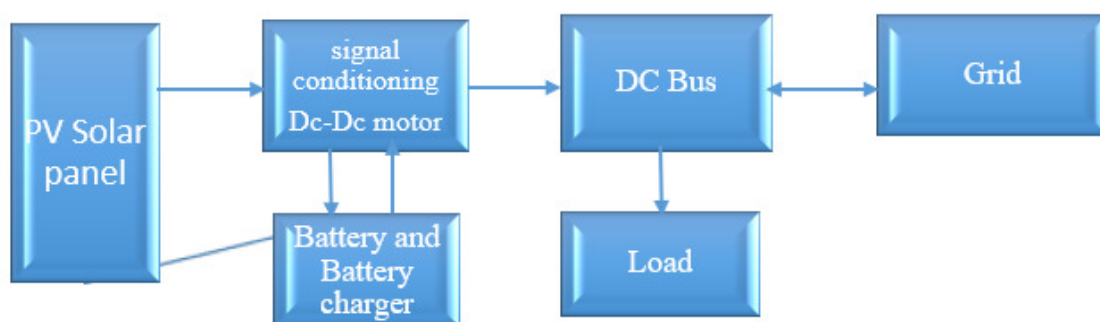 PV Solar
panel
signal
conditioning
Dc-Dc motor
Battery and
Battery
charger
DC Bus
Load
Grid